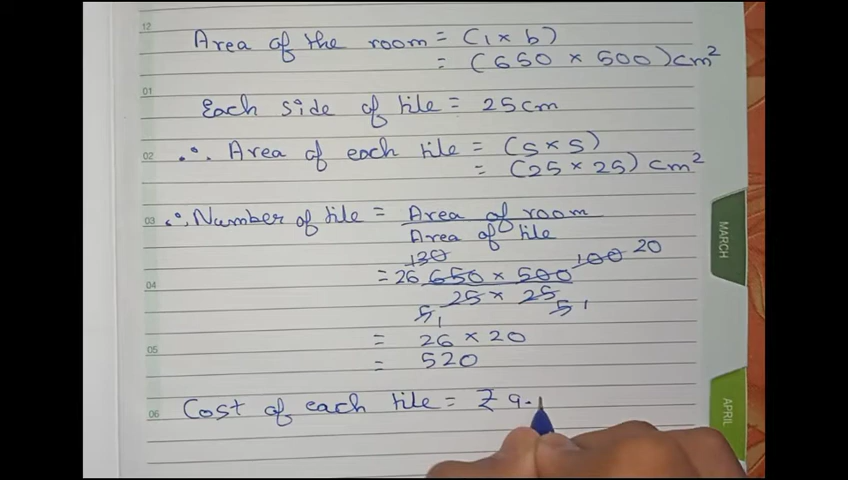 12
Area of the room = (l × b)
= (650 × 500) cm²
01
Each side of tile = 25cm
02
∴ Area of each tile = (s × s)
= (25 × 25) cm²
03
∴ Number of tile = Area of room
Area of tile
130
= 26 650 × 500 100 20
25 × 25
5 1 5 1
04
= 26 × 20
05
= 520
06
Cost of each tile = ₹ 9.
MARCH
APRIL